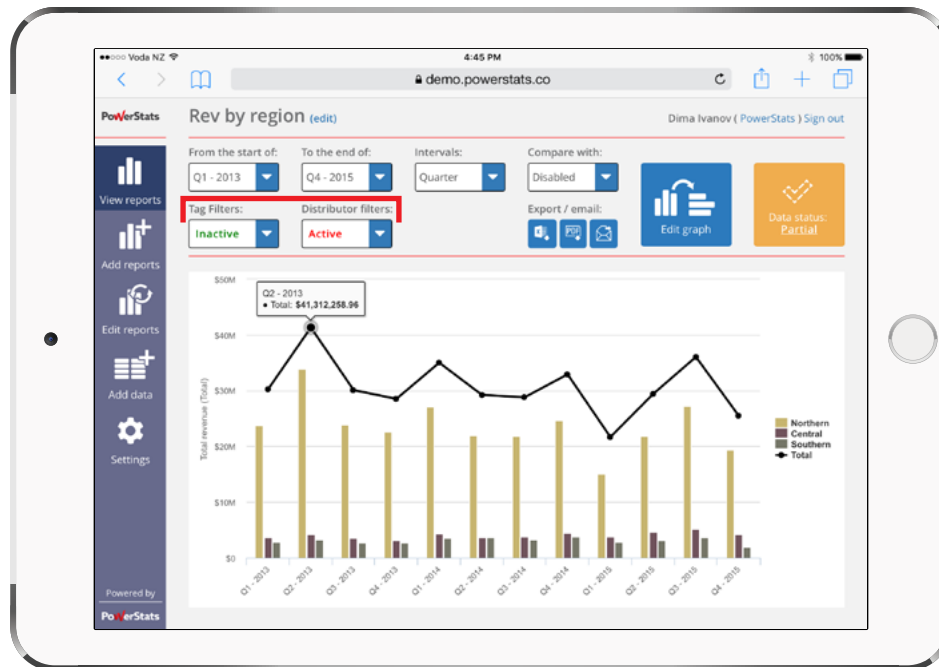 Voda NZ
4:45 PM
100%
demo.powerstats.co
PoWerStats
Rev by region (edit)
Dima Ivanov ( PowerStats ) Sign out
From the start of:
To the end of:
Intervals:
Compare with:
Q1 - 2013
Q4 - 2015
Quarter
Disabled
Tag Filters:
Distributor filters:
Export / email:
Inactive
Active
PDF
Edit graph
Data status:
Partial
View reports
Add reports
Edit reports
Add data
Settings
Powered by
PoWerStats
Q2 - 2013
Total: $41,312,258.96
Total revenue (Total)
$50M
$40M
$30M
$20M
$10M
$0
Q1 - 2013
Q2 - 2013
Q3 - 2013
Q4 - 2013
Q1 - 2014
Q2 - 2014
Q3 - 2014
Q4 - 2014
Q1 - 2015
Q2 - 2015
Q3 - 2015
Q4 - 2015
Northern
Central
Southern
Total